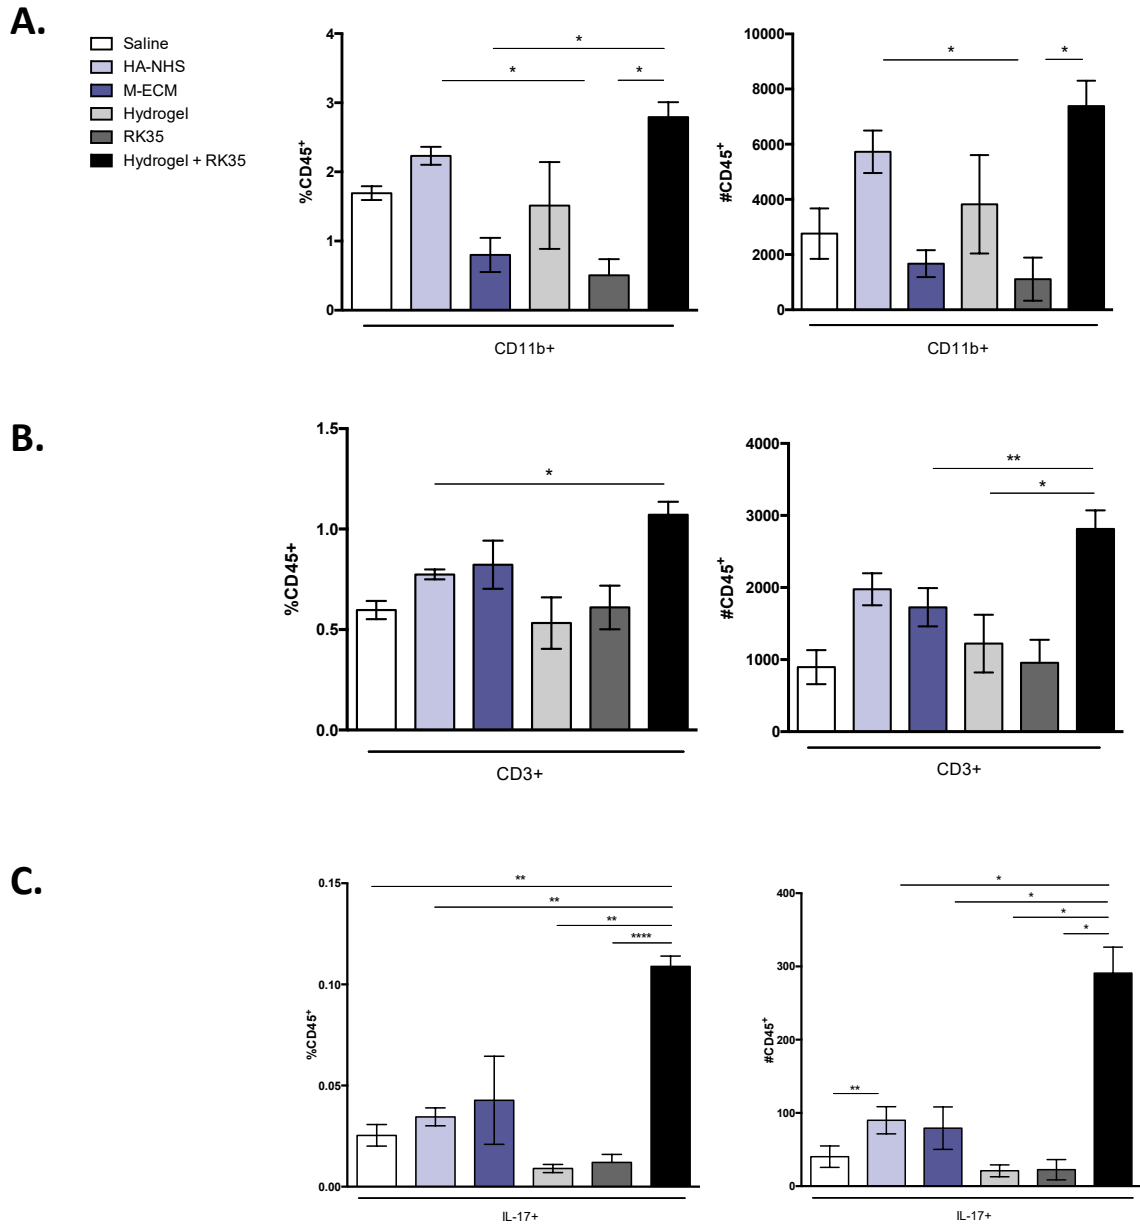 A.
Saline
HA-NHS
M-ECM
Hydrogel
RK35
Hydrogel + RK35
%CD45⁺
4
3
2
1
0
*
*
*
CD11b+
#CD45⁺
10000
8000
6000
4000
2000
0
*
*
CD11b+
B.
%CD45+
1.5
1.0
0.5
0.0
*
CD3+
#CD45⁺
4000
3000
2000
1000
0
**
*
CD3+
C.
%CD45⁺
0.15
0.10
0.05
0.00
**
**
**
****
IL-17+
#CD45⁺
400
300
200
100
0
*
*
*
*
**
IL-17+